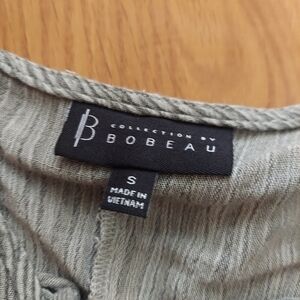 B
COLLECTION BY
BOBEAU
S
MADE IN
VIETNAM